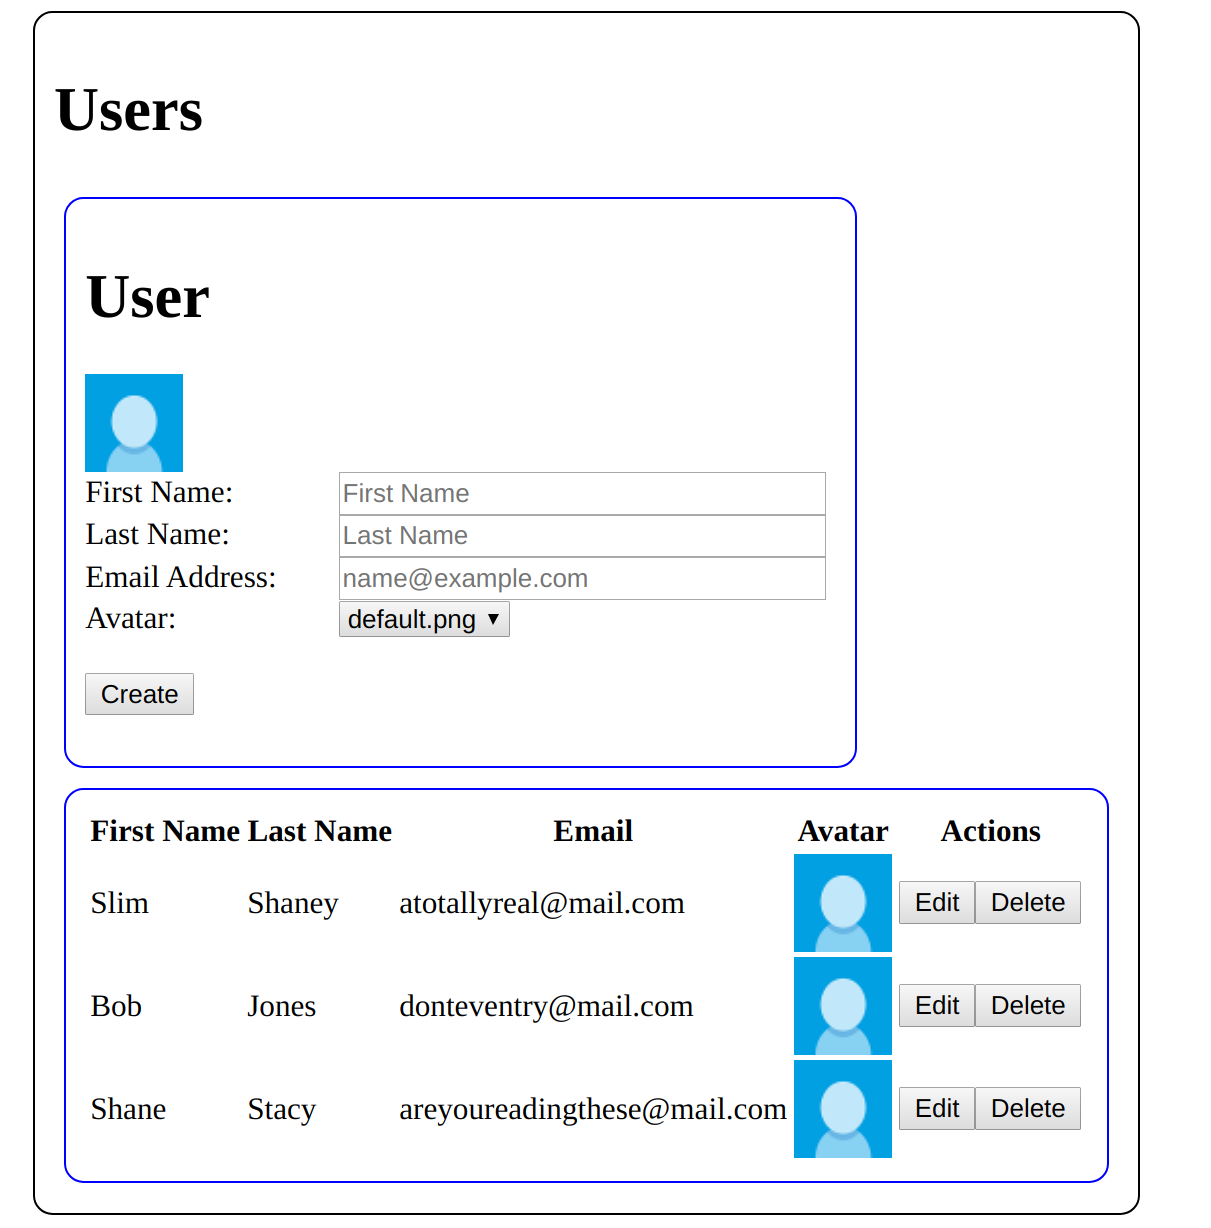 Users
User
First Name: First Name
Last Name: Last Name
Email Address: name@example.com
Avatar: default.png ▼
Create
First Name Last Name Email Avatar Actions
Slim Shaney atotallyreal@mail.com Edit Delete
Bob Jones donteventry@mail.com Edit Delete
Shane Stacy areyoureadingthese@mail.com Edit Delete